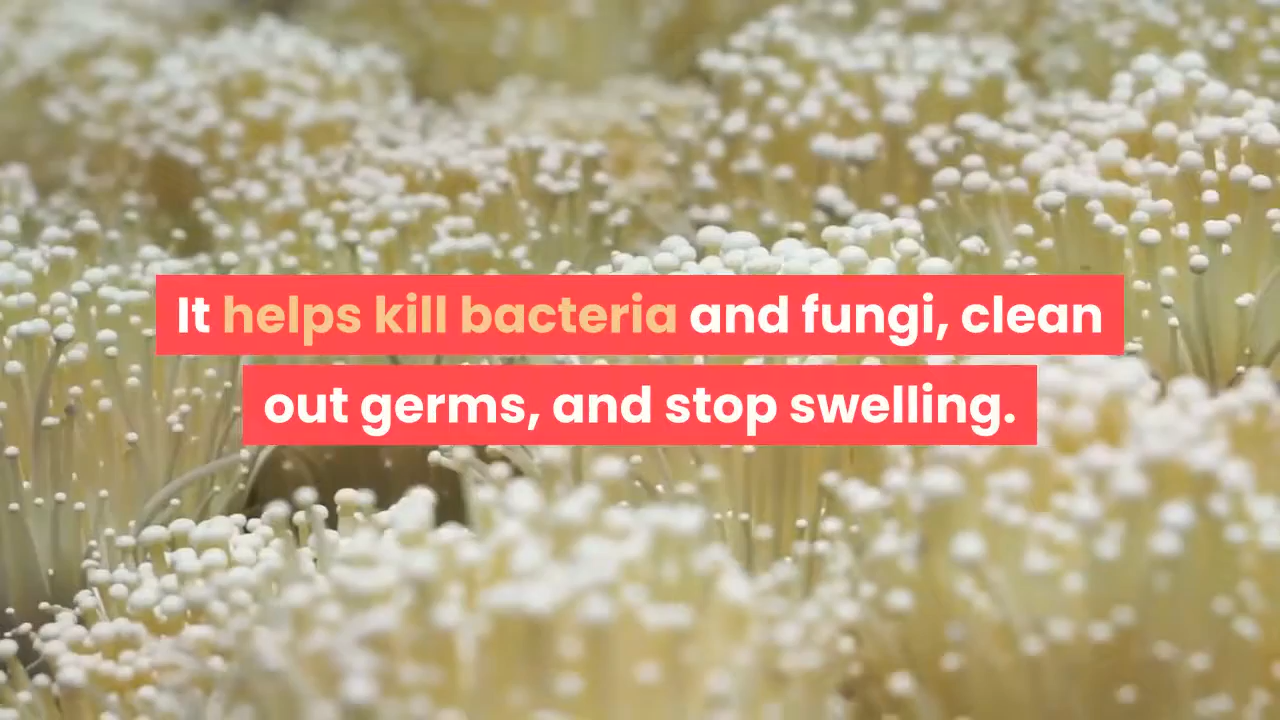 It helps kill bacteria and fungi, clean
out germs, and stop swelling.